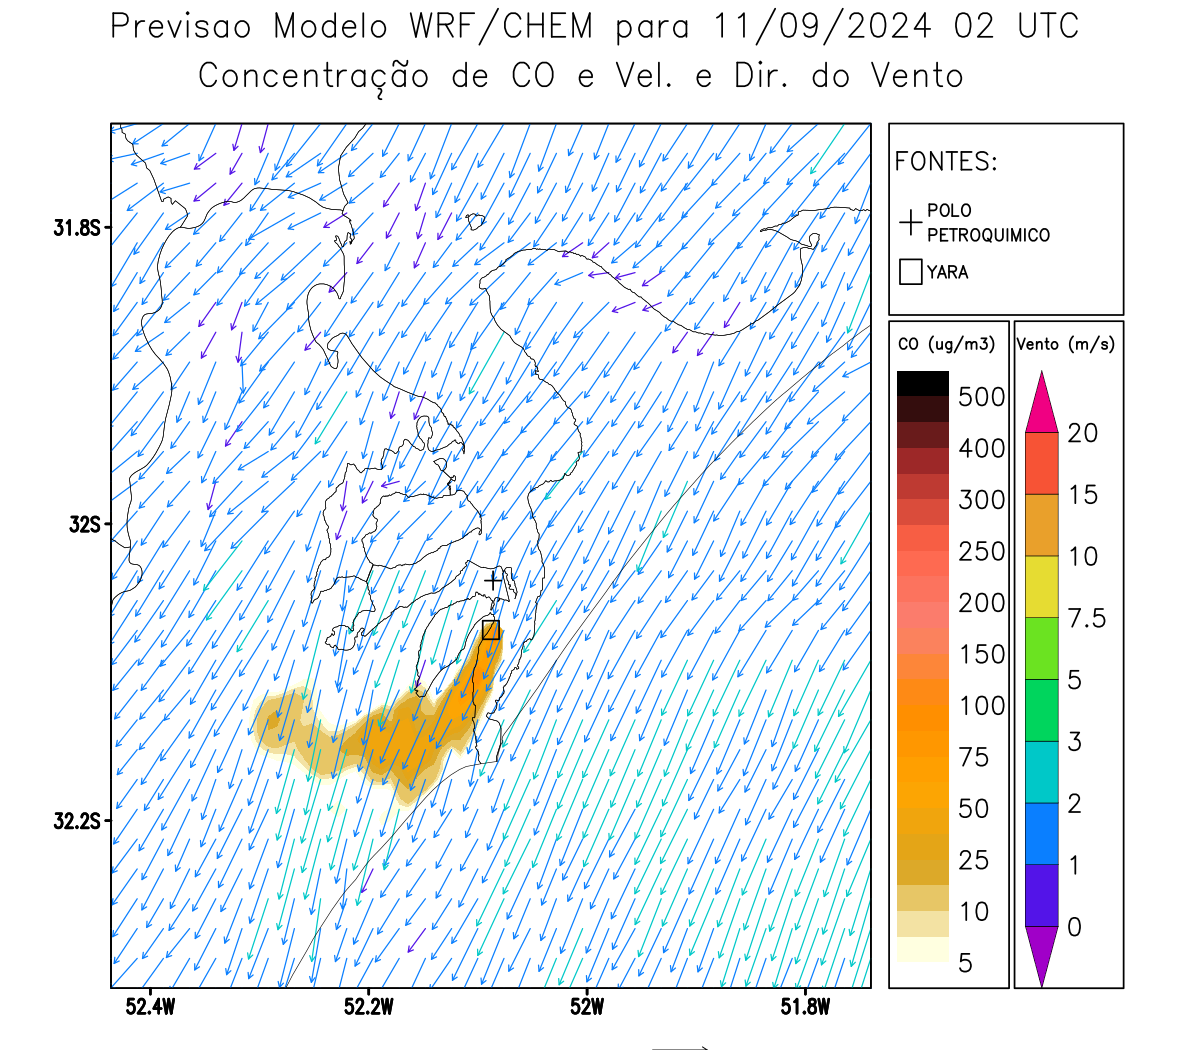 Previsao Modelo WRF/CHEM para 11/09/2024 02 UTC
Concentração de CO e Vel. e Dir. do Vento
FONTES:
POLO
PETROQUIMICO
YARA
CO (ug/m3)
500
400
300
250
200
150
100
75
50
25
10
5
Vento (m/s)
20
15
10
7.5
5
3
2
1
0
31.8S
32S
32.2S
52.4W
52.2W
52W
51.8W